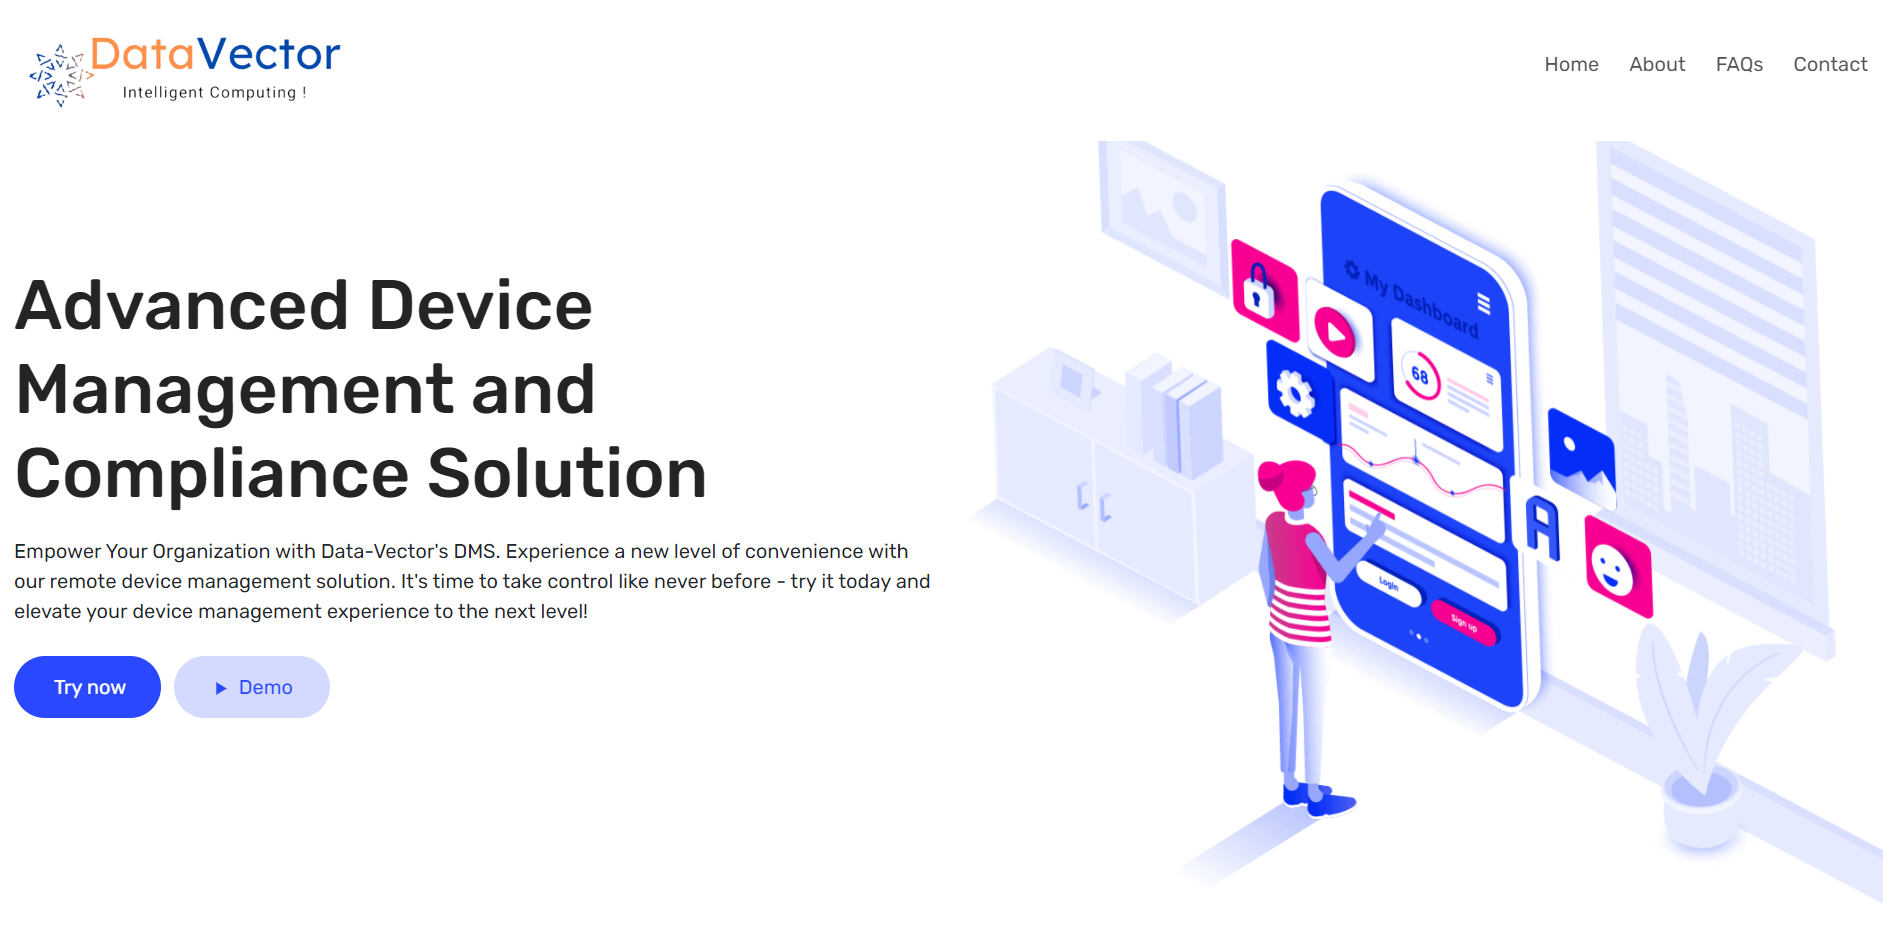 DataVector
Intelligent Computing !
Home About FAQs Contact
Advanced Device
Management and
Compliance Solution
Empower Your Organization with Data-Vector's DMS. Experience a new level of convenience with
our remote device management solution. It's time to take control like never before - try it today and
elevate your device management experience to the next level!
Try now
Demo
My Dashboard
68
A
Login
Sign up